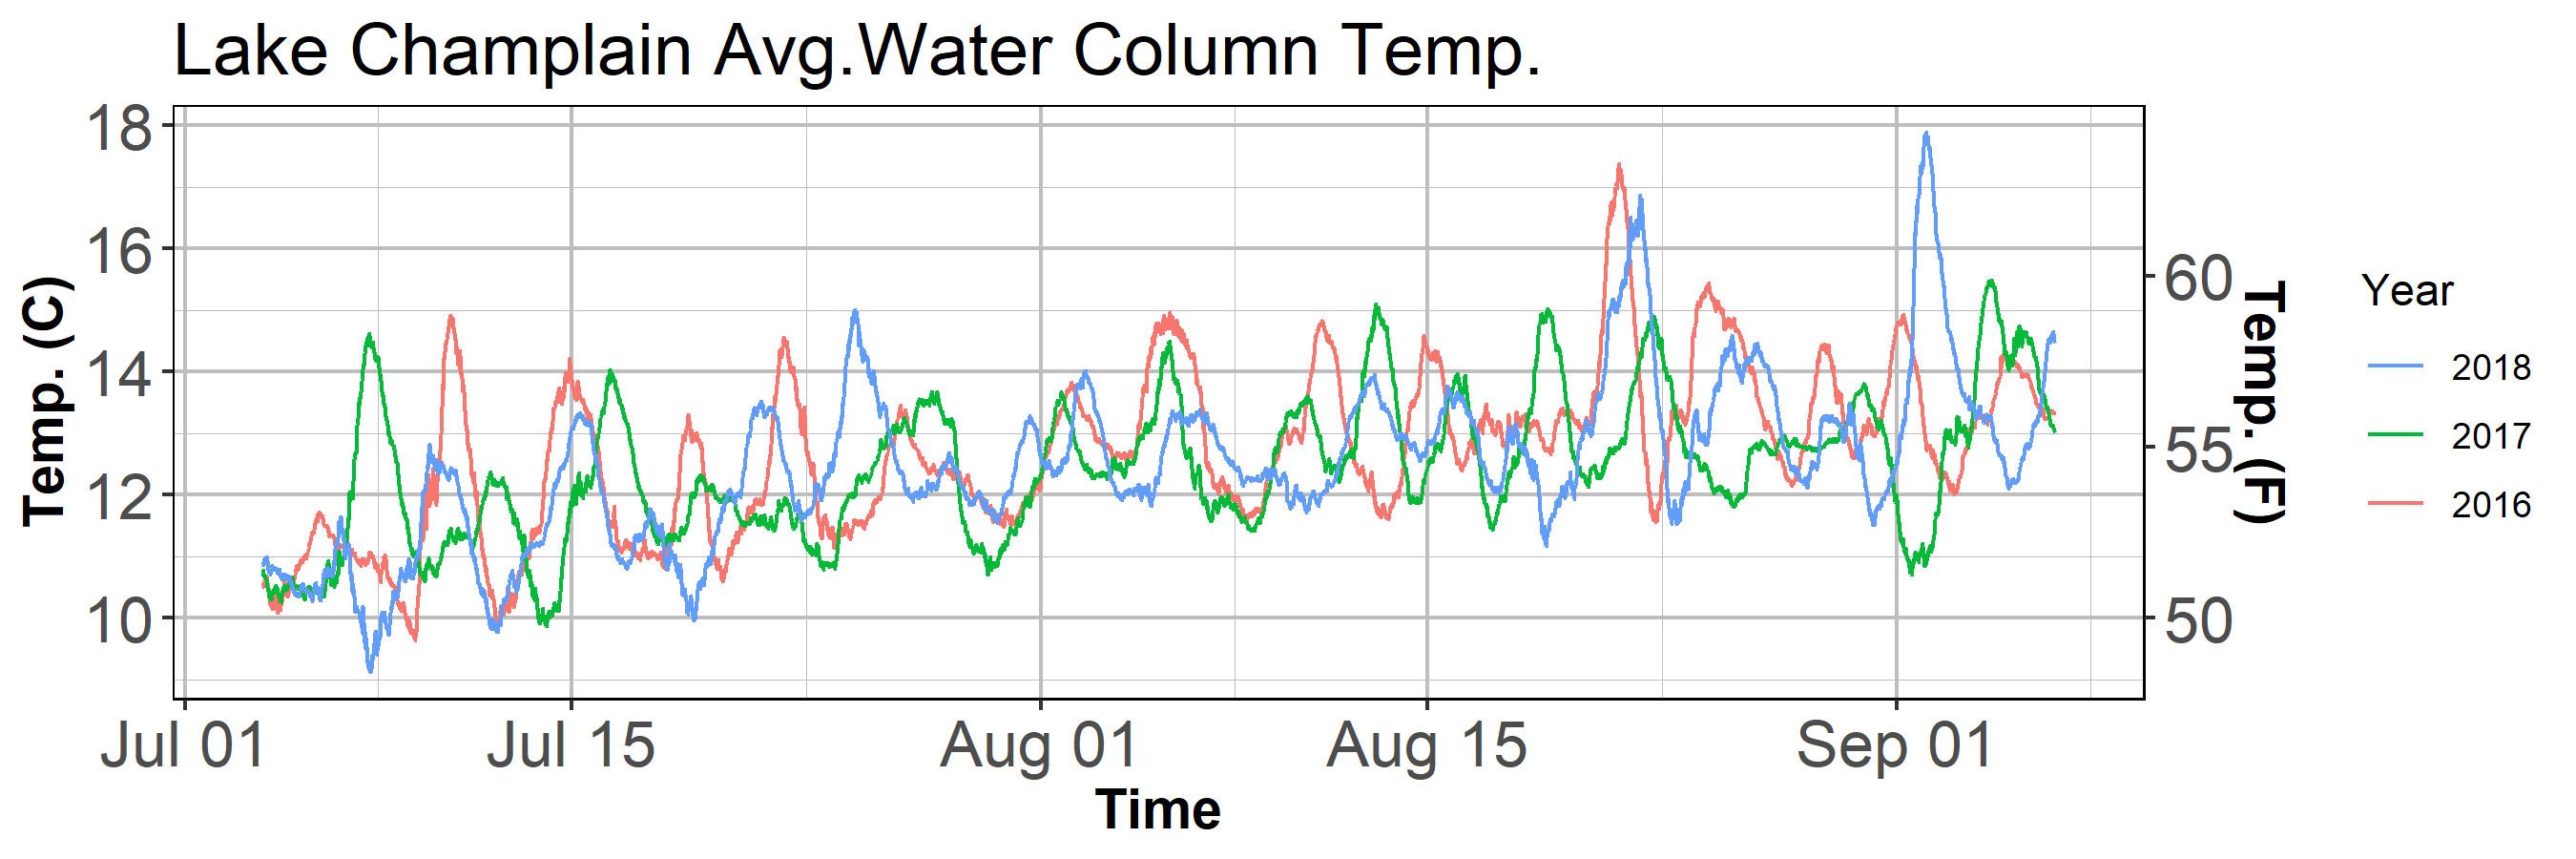 Lake Champlain Avg.Water Column Temp.
18
16
14
12
10
Temp. (C)
60
55
50
Temp. (F)
Jul 01
Jul 15
Aug 01
Aug 15
Sep 01
Time
Year
2018
2017
2016